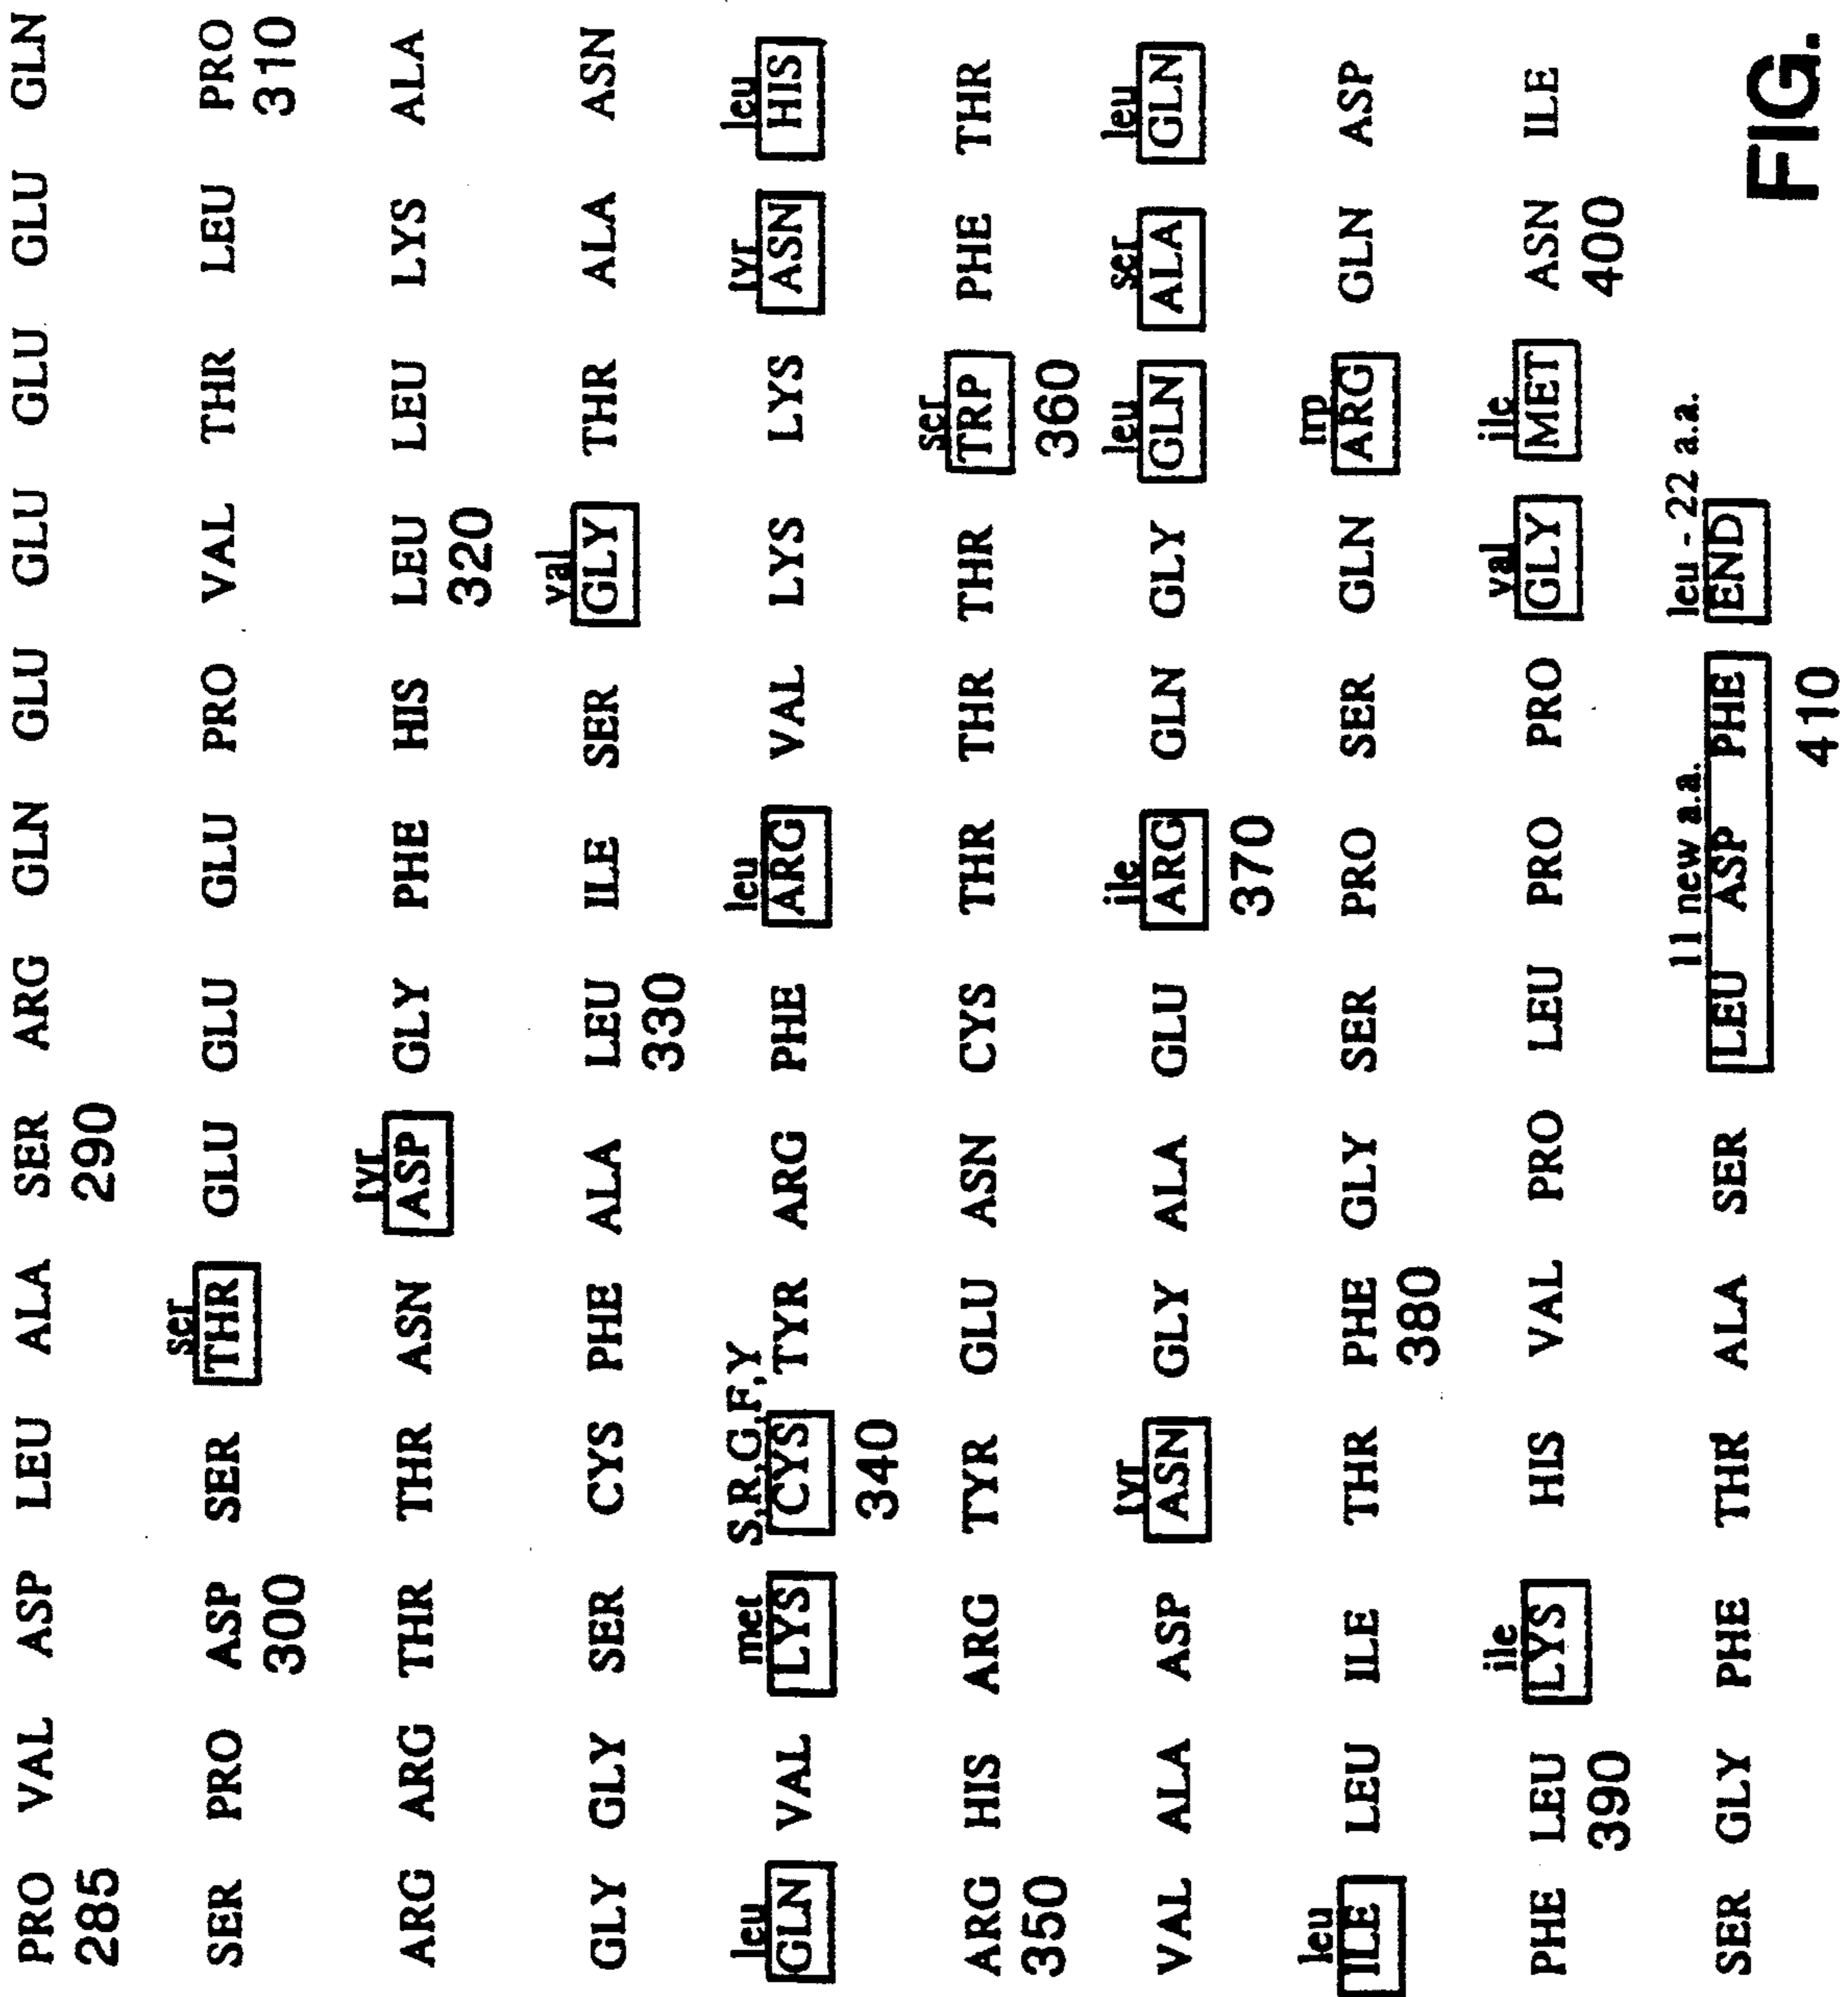 PRO VAL ASP LEU ALA SER ARG GLN GLU GLU GLU GLU GLN
285 290
ser
SER PRO ASP SER THR GLU GLU GLU PRO VAL THR LEU PRO
300 310
tyr
ARG ARG THR THR ASN ASP GLY PHE HIS LEU LEU LYS ALA
320
val
GLY GLY SER CYS PHE ALA LEU ILE SER GLY THR ALA ASN
330
leu met S,R,G,F,Y leu tyr leu
GLN VAL LYS CYS TYR ARG PHE ARG VAL LYS LYS ASN HIS
340
ser
ARG HIS ARG TYR GLU ASN CYS THR THR THR TRP PHE THR
350 360
tyr ile leu ser leu
VAL ALA ASP ASN GLY ALA GLU ARG GLN GLY GLN ALA GLN
370
leu trp
ILE LEU ILE THR PHE GLY SER PRO SER GLN ARG GLN ASP
380
ile val ile
PHE LEU LYS HIS VAL PRO LEU PRO PRO GLY MET ASN ILE
390 400
11 new a.a. leu - 22 a.a.
SER GLY PHE THR ALA SER LEU ASP PHE END
410
FIG.